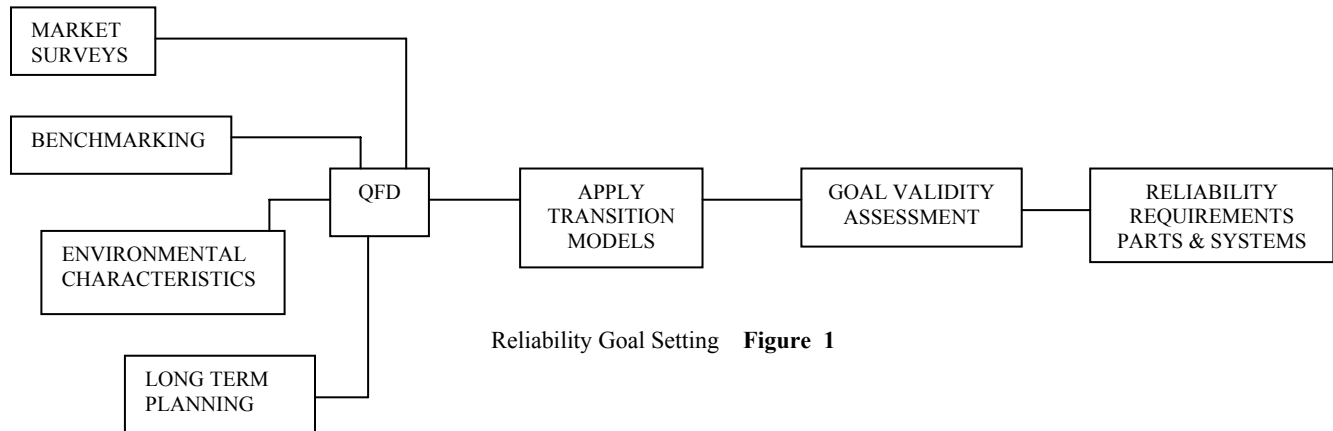 MARKET
SURVEYS
BENCHMARKING
QFD
APPLY
TRANSITION
MODELS
GOAL VALIDITY
ASSESSMENT
RELIABILITY
REQUIREMENTS
PARTS & SYSTEMS
ENVIRONMENTAL
CHARACTERISTICS
Reliability Goal Setting Figure 1
LONG TERM
PLANNING